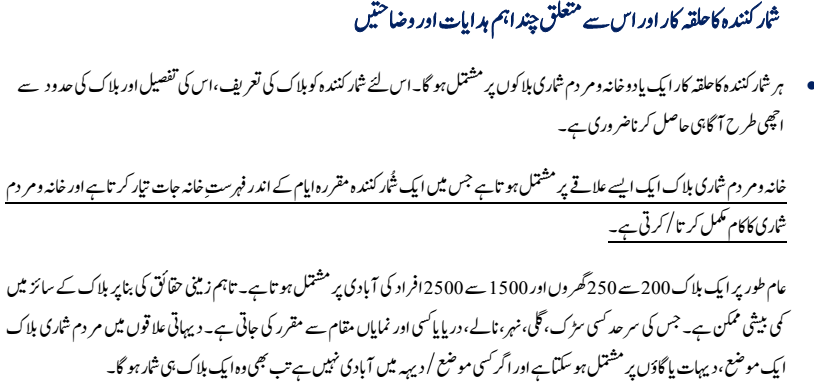 شمار کنندہ کا حلقہ کار اور اس سے متعلق چند اہم ہدایات اور وضاحتیں
• ہر شمار کنندہ کا حلقہ کار ایک یا دو خانہ و مردم شماری بلاکوں پر مشتمل ہو گا۔ اس لئے شمار کنندہ کو بلاک کی تعریف، اس کی تفصیل اور بلاک کی حدود سے
اچھی طرح آگاہی حاصل کرنا ضروری ہے۔
خانہ و مردم شماری بلاک ایک ایسے علاقے پر مشتمل ہوتا ہے جس میں ایک شُمار کنندہ مقررہ ایام کے اندر فہرستِ خانہ جات تیار کرتا ہے اور خانہ و مردم
شماری کا کام مکمل کرتا/کرتی ہے۔
عام طور پر ایک بلاک 200 سے 250 گھروں اور 1500 سے 2500 افراد کی آبادی پر مشتمل ہوتا ہے۔ تاہم زمینی حقائق کی بنا پر بلاک کے سائز میں
کمی بیشی ممکن ہے۔ جس کی سرحد کسی سڑک، گلی، نہر، نالے، دریا یا کسی اور نمایاں مقام سے مقرر کی جاتی ہے۔ دیہاتی علاقوں میں مردم شماری بلاک
ایک موضع، دیہات یا گاؤں پر مشتمل ہو سکتا ہے اور اگر کسی موضع/دیہہ میں آبادی نہیں ہے تب بھی وہ ایک بلاک ہی شمار ہو گا۔